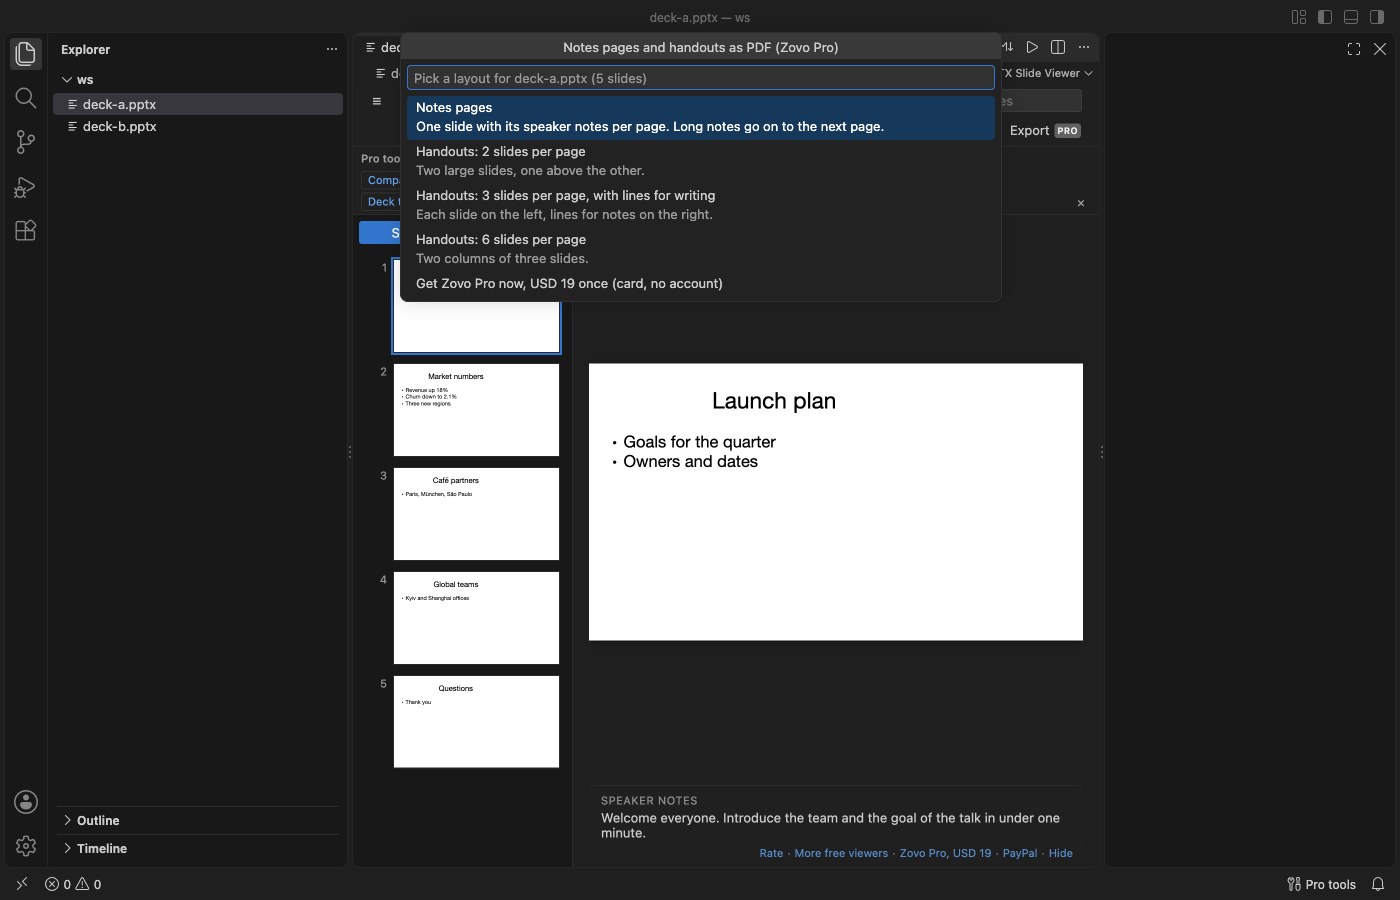 deck-a.pptx — ws
Explorer
ws
deck-a.pptx
deck-b.pptx
Outline
Timeline
Notes pages and handouts as PDF (Zovo Pro)
Pick a layout for deck-a.pptx (5 slides)
Notes pages
One slide with its speaker notes per page. Long notes go on to the next page.
Handouts: 2 slides per page
Two large slides, one above the other.
Handouts: 3 slides per page, with lines for writing
Each slide on the left, lines for notes on the right.
Handouts: 6 slides per page
Two columns of three slides.
Get Zovo Pro now, USD 19 once (card, no account)
Slide Viewer
Export PRO
Pro
Deck
1
2
Market numbers
• Revenue up 18%
• Churn down to 2.1%
• Three new regions
3
Café partners
• Paris, München, São Paulo
4
Global teams
• Kyiv and Shanghai offices
5
Questions
• Thank you
Launch plan
• Goals for the quarter
• Owners and dates
SPEAKER NOTES
Welcome everyone. Introduce the team and the goal of the talk in under one
minute.
Rate · More free viewers · Zovo Pro, USD 19 · PayPal · Hide
0 0
Pro tools